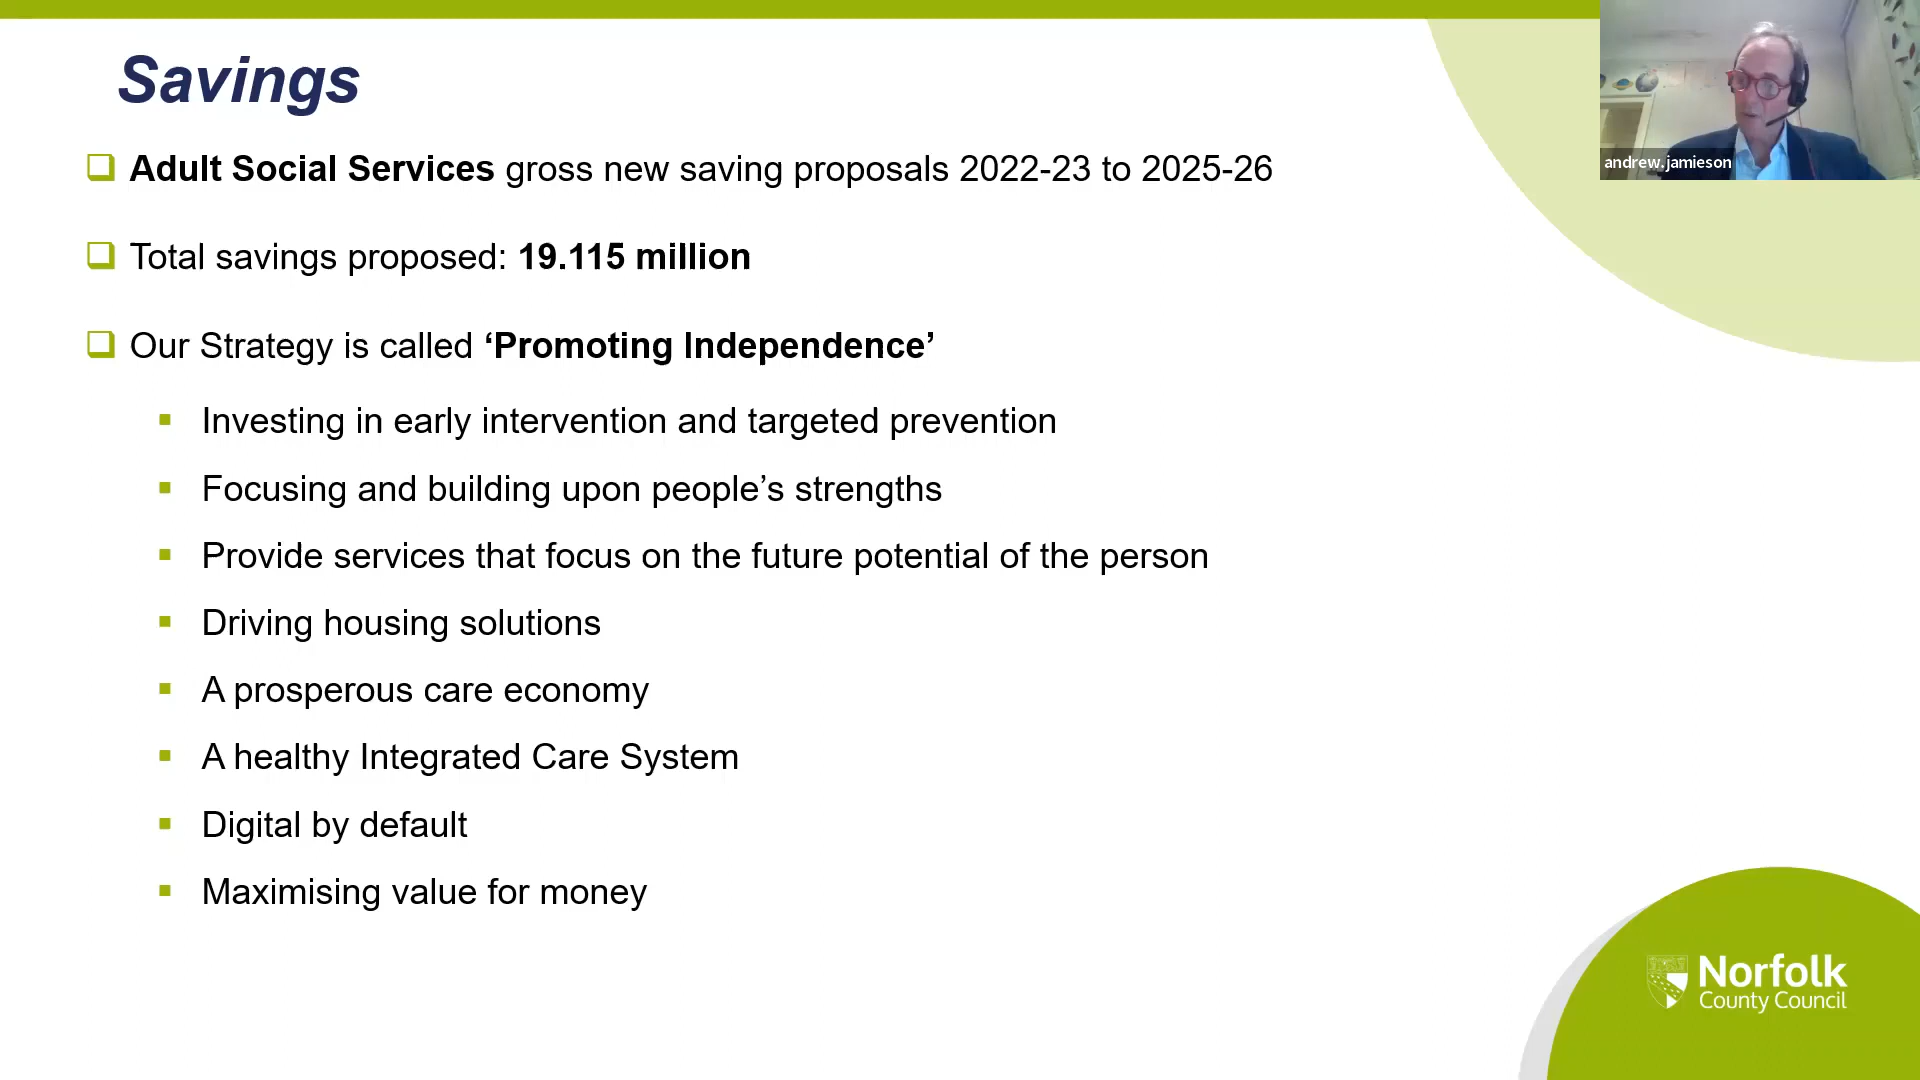 Savings
andrew.jamieson
Adult Social Services gross new saving proposals 2022-23 to 2025-26
Total savings proposed: 19.115 million
Our Strategy is called ‘Promoting Independence’
Investing in early intervention and targeted prevention
Focusing and building upon people’s strengths
Provide services that focus on the future potential of the person
Driving housing solutions
A prosperous care economy
A healthy Integrated Care System
Digital by default
Maximising value for money
Norfolk
County Council